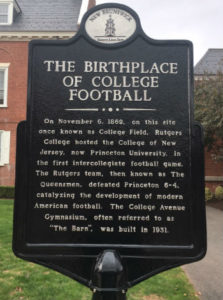 NEW BRUNSWICK
THE BIRTHPLACE
OF COLLEGE
FOOTBALL
On November 6, 1869, on this site
once known as College Field, Rutgers
College hosted the College of New
Jersey, now Princeton University, in
the first intercollegiate football game.
The Rutgers team, then known as The
Queensmen, defeated Princeton 6-4,
catalyzing the development of modern
American football. The College Avenue
Gymnasium, often referred to as
"The Barn", was built in 1931.